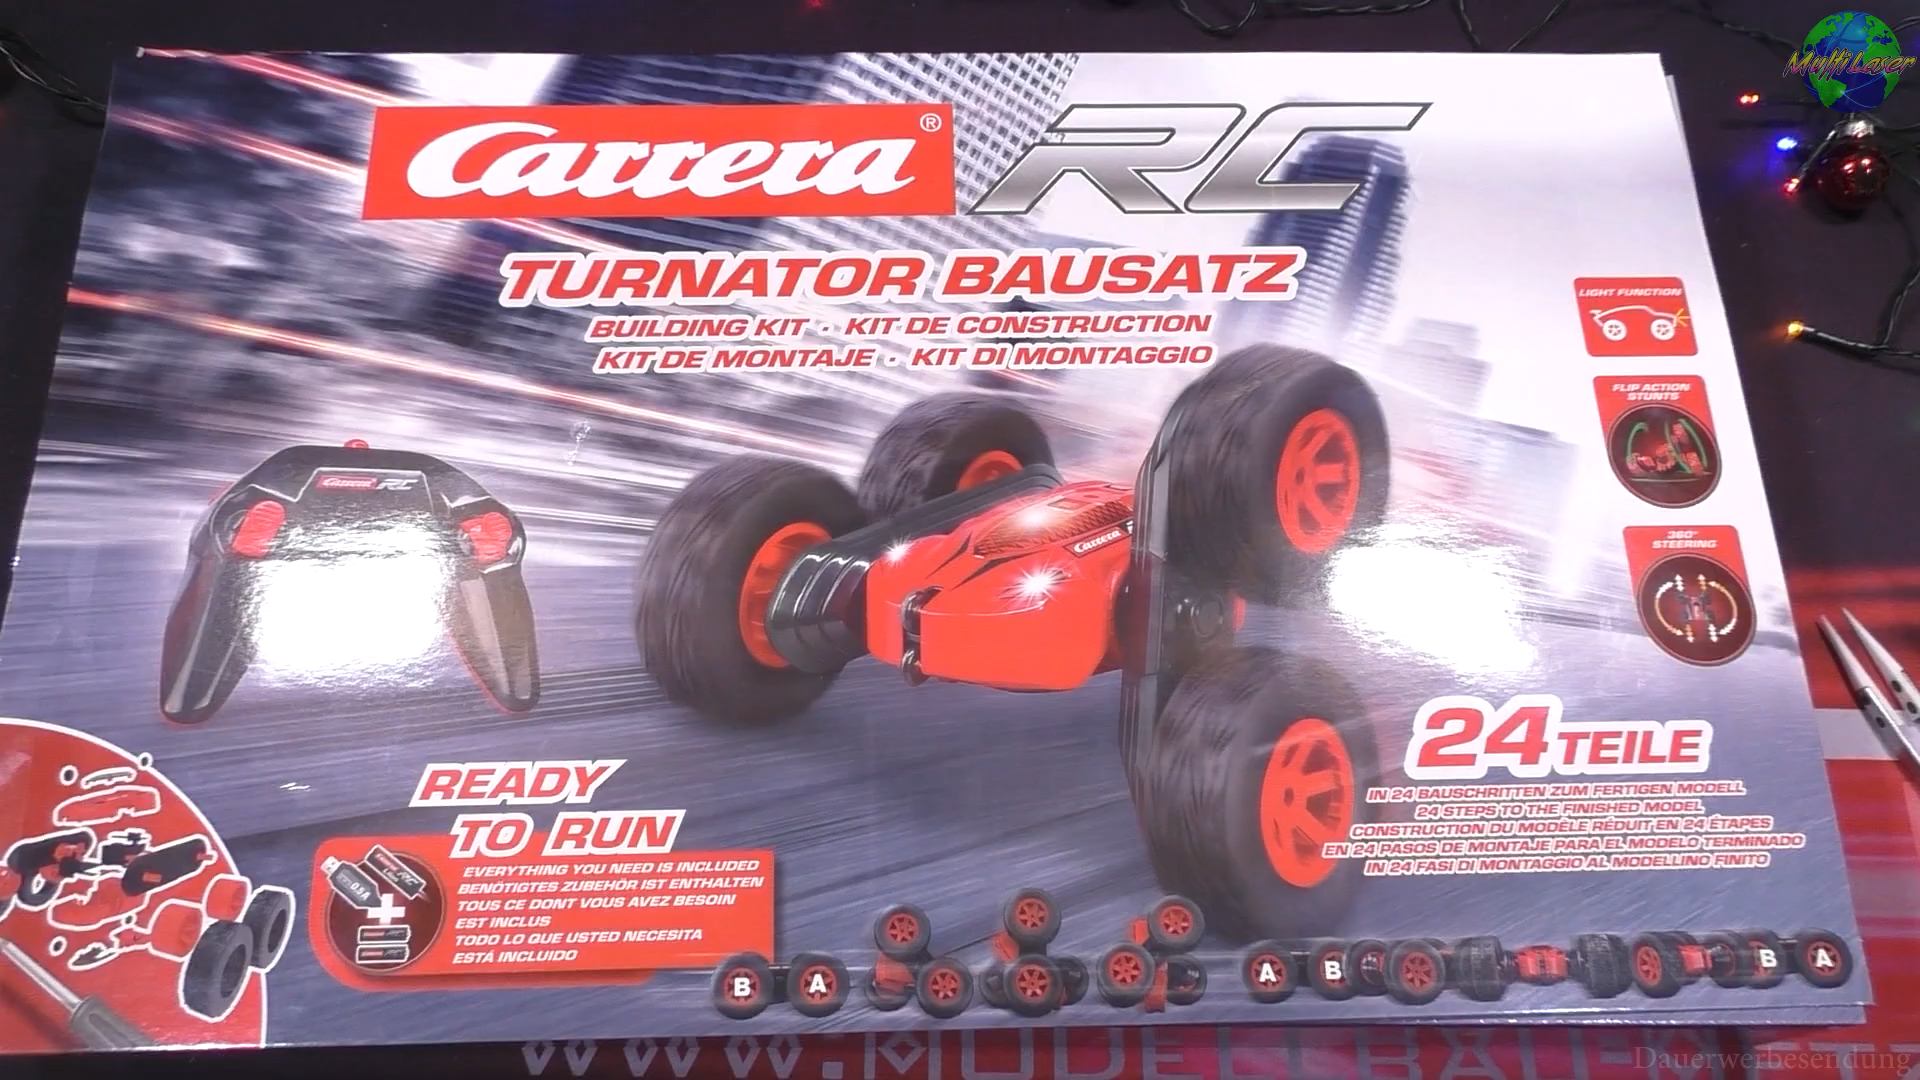 MultiLaser
Carrera®
RC
TURNATOR BAUSATZ
BUILDING KIT · KIT DE CONSTRUCTION
KIT DE MONTAJE · KIT DI MONTAGGIO
LIGHT FUNCTION
FLIP ACTION
STUNTS
360°
STEERING
Carrera RC
Carrera
24 TEILE
IN 24 BAUSCHRITTEN ZUM FERTIGEN MODELL
24 STEPS TO THE FINISHED MODEL
CONSTRUCTION DU MODÈLE RÉDUIT EN 24 ÉTAPES
EN 24 PASOS DE MONTAJE PARA EL MODELO TERMINADO
IN 24 FASI DI MONTAGGIO AL MODELLINO FINITO
READY
TO RUN
EVERYTHING YOU NEED IS INCLUDED
BENÖTIGTES ZUBEHÖR IST ENTHALTEN
TOUS CE DONT VOUS AVEZ BESOIN
EST INCLUS
TODO LO QUE USTED NECESITA
ESTÁ INCLUIDO
B A A B B A
WWW.MODELLBAU-
Dauerwerbesendung